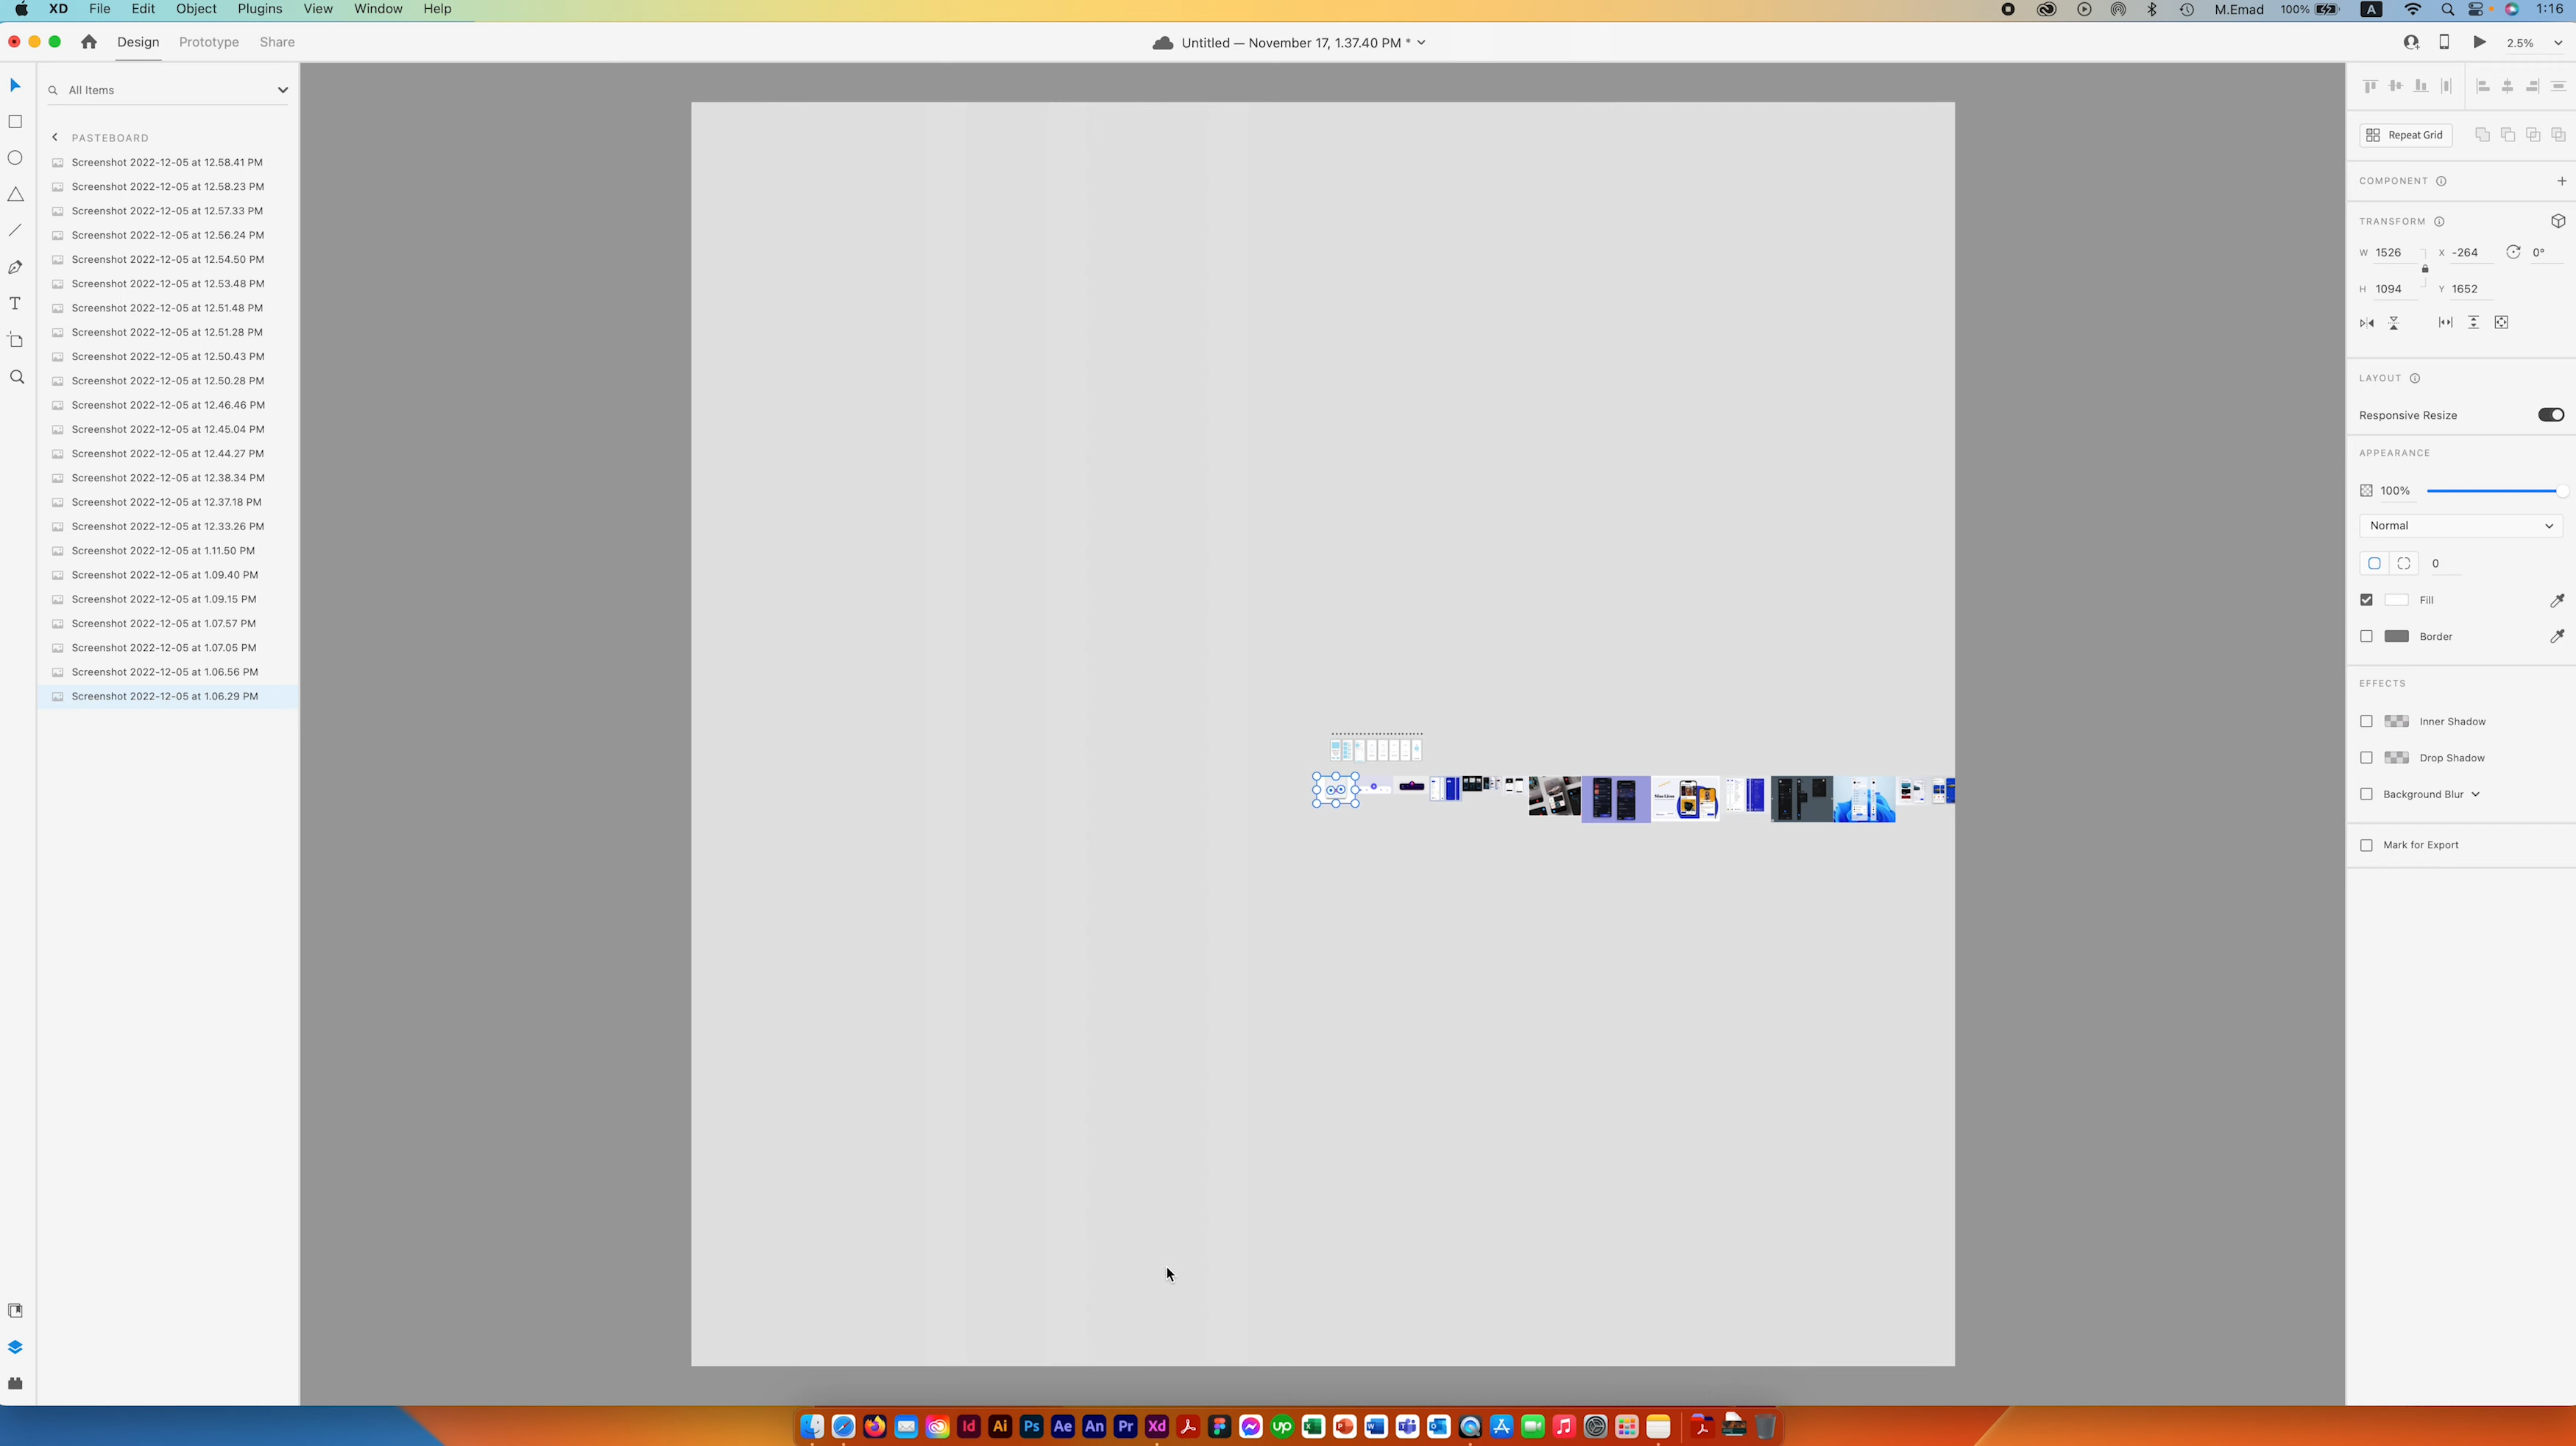 XD File Edit Object Plugins View Window Help
M.Emad 100% A 1:16
Design Prototype Share
Untitled — November 17, 1.37.40 PM *
2.5%
All Items
PASTEBOARD
Screenshot 2022-12-05 at 12.58.41 PM
Screenshot 2022-12-05 at 12.58.23 PM
Screenshot 2022-12-05 at 12.57.33 PM
Screenshot 2022-12-05 at 12.56.24 PM
Screenshot 2022-12-05 at 12.54.50 PM
Screenshot 2022-12-05 at 12.53.48 PM
Screenshot 2022-12-05 at 12.51.48 PM
Screenshot 2022-12-05 at 12.51.28 PM
Screenshot 2022-12-05 at 12.50.43 PM
Screenshot 2022-12-05 at 12.50.28 PM
Screenshot 2022-12-05 at 12.46.46 PM
Screenshot 2022-12-05 at 12.45.04 PM
Screenshot 2022-12-05 at 12.44.27 PM
Screenshot 2022-12-05 at 12.38.34 PM
Screenshot 2022-12-05 at 12.37.18 PM
Screenshot 2022-12-05 at 12.33.26 PM
Screenshot 2022-12-05 at 1.11.50 PM
Screenshot 2022-12-05 at 1.09.40 PM
Screenshot 2022-12-05 at 1.09.15 PM
Screenshot 2022-12-05 at 1.07.57 PM
Screenshot 2022-12-05 at 1.07.05 PM
Screenshot 2022-12-05 at 1.06.56 PM
Screenshot 2022-12-05 at 1.06.29 PM
Repeat Grid
COMPONENT
TRANSFORM
W 1526 X -264 0°
H 1094 Y 1652
LAYOUT
Responsive Resize
APPEARANCE
100%
Normal
0
Fill
Border
EFFECTS
Inner Shadow
Drop Shadow
Background Blur
Mark for Export
Id Ai Ps Ae An Pr Xd up